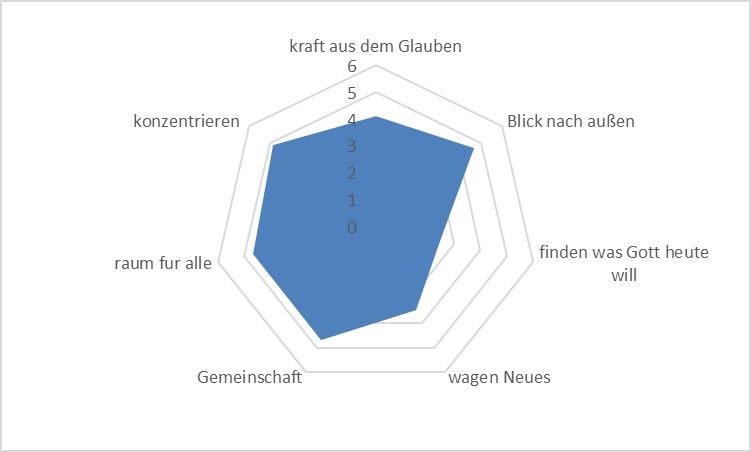 kraft aus dem Glauben
6
5
4
3
2
1
0
Blick nach außen
finden was Gott heute
will
wagen Neues
Gemeinschaft
raum fur alle
konzentrieren